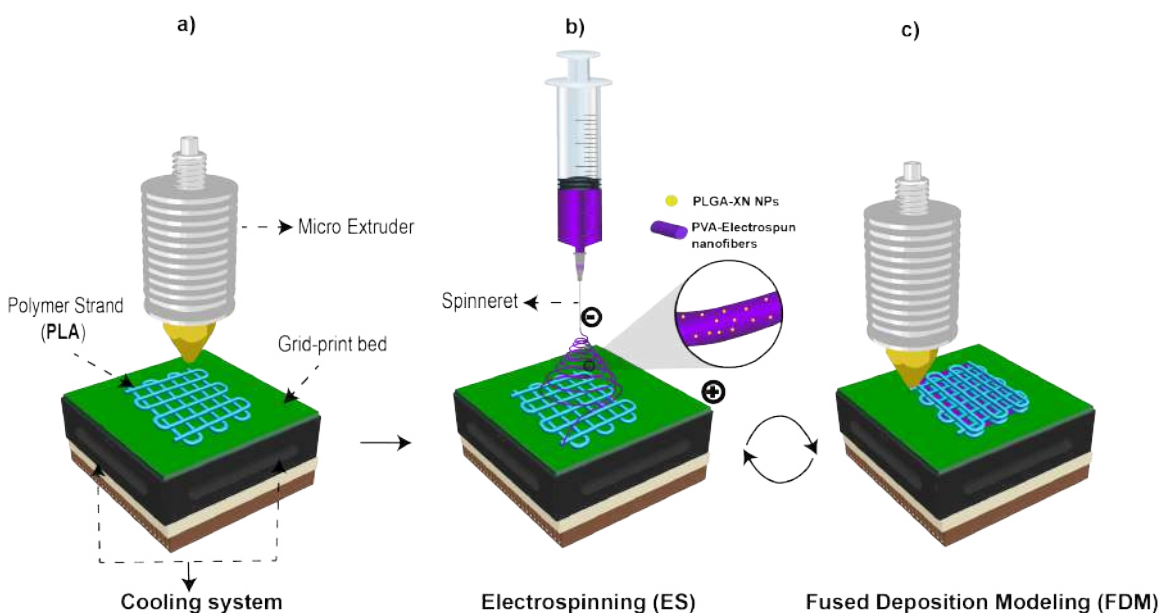 a)
b)
c)
PLGA-XN NPs
PVA-Electrospun
nanofibers
Micro Extruder
Polymer Strand
(PLA)
Spinneret
Grid-print bed
Cooling system
Electrospinning (ES)
Fused Deposition Modeling (FDM)